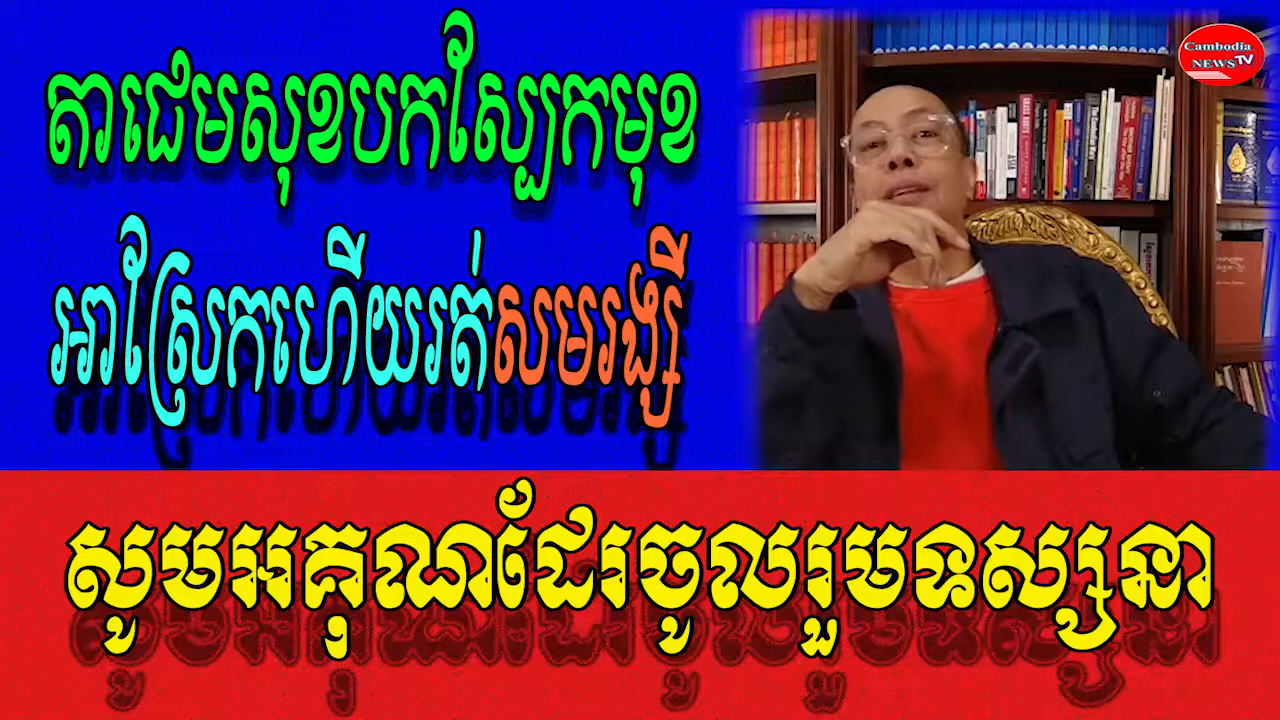 តាជេមសុខបកស្បែកមុខ
អាស្រែកហើយរត់សមរង្ស៊ី
សូមអគុណដែរចូលរួមទស្សនា
Cambodia
NEWS TV